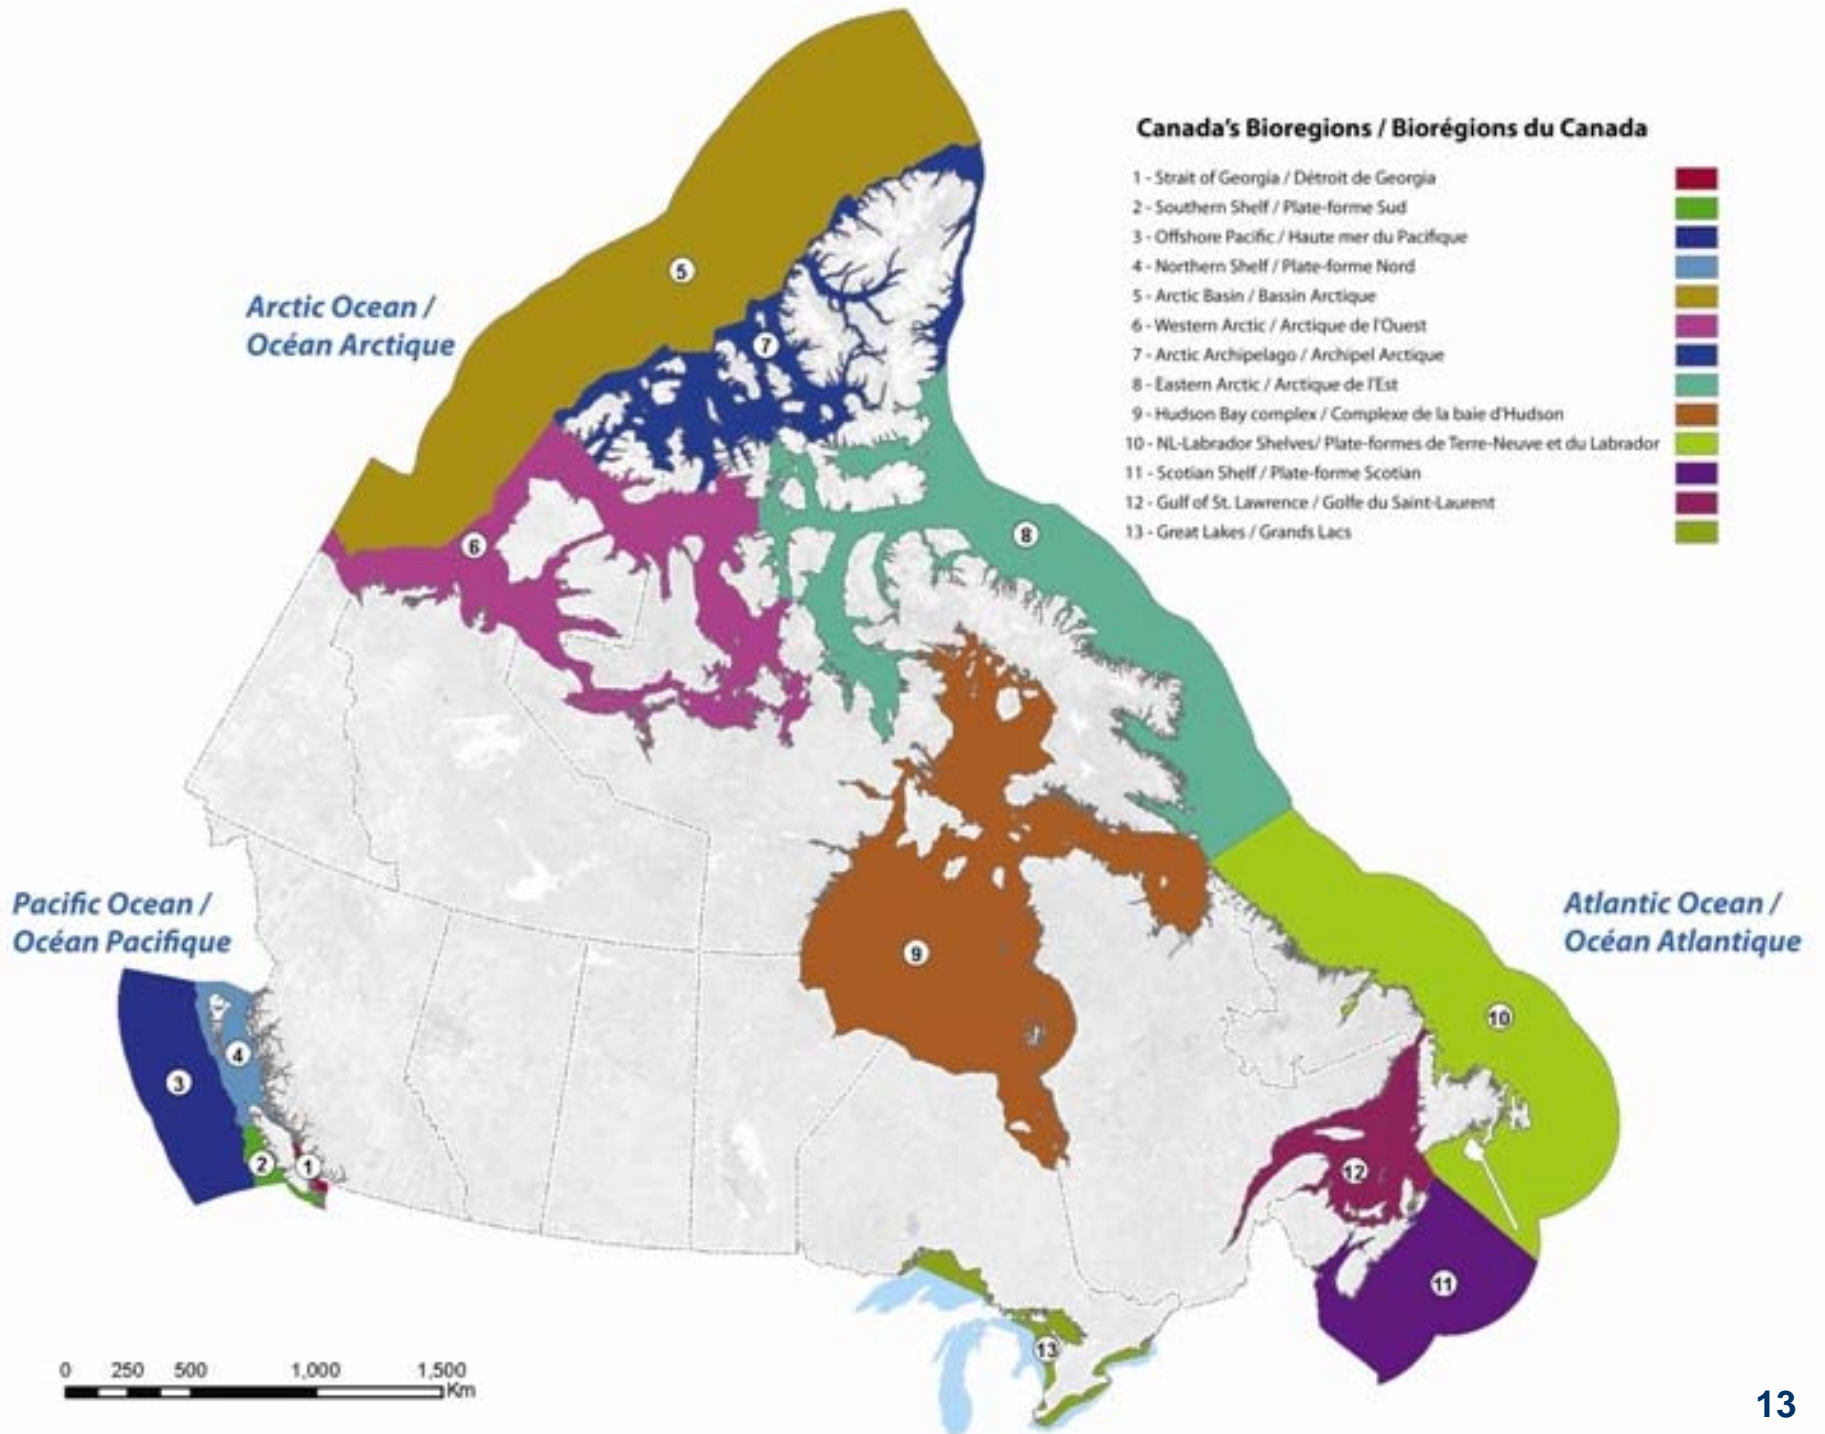 Canada's Bioregions / Biorégions du Canada
1 - Strait of Georgia / Détroit de Georgia
2 - Southern Shelf / Plate-forme Sud
3 - Offshore Pacific / Haute mer du Pacifique
4 - Northern Shelf / Plate-forme Nord
5 - Arctic Basin / Bassin Arctique
6 - Western Arctic / Arctique de l'Ouest
7 - Arctic Archipelago / Archipel Arctique
8 - Eastern Arctic / Arctique de l'Est
9 - Hudson Bay complex / Complexe de la baie d'Hudson
10 - NL-Labrador Shelves/ Plate-formes de Terre-Neuve et du Labrador
11 - Scotian Shelf / Plate-forme Scotian
12 - Gulf of St. Lawrence / Golfe du Saint-Laurent
13 - Great Lakes / Grands Lacs
Arctic Ocean /
Océan Arctique
Pacific Ocean /
Océan Pacifique
Atlantic Ocean /
Océan Atlantique
5
7
6
8
9
10
4
3
2
1
12
11
13
0 250 500 1,000 1,500
Km
13